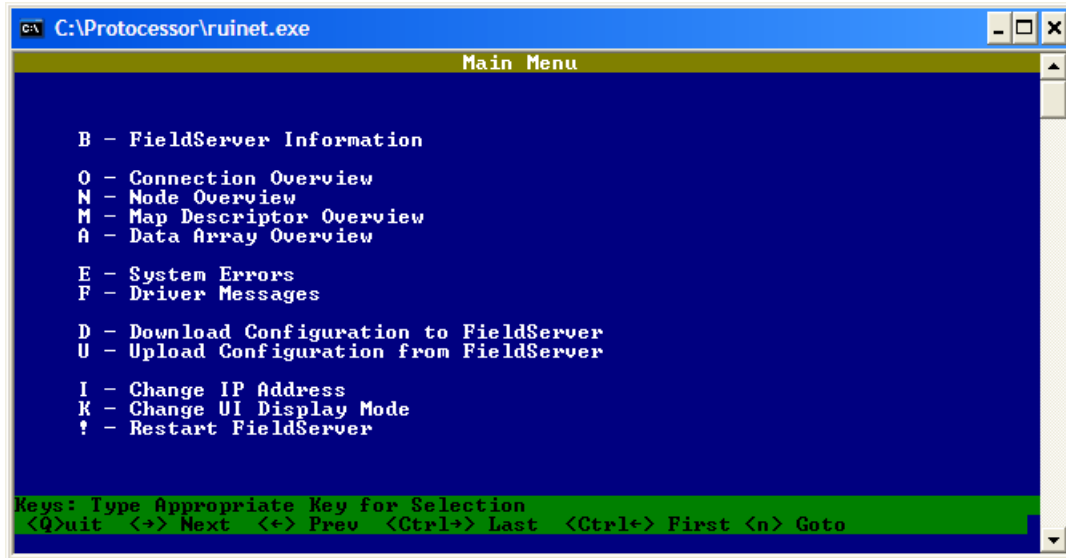 C:\Protocessor\ruinet.exe
Main Menu
B - FieldServer Information
O - Connection Overview
N - Node Overview
M - Map Descriptor Overview
A - Data Array Overview
E - System Errors
F - Driver Messages
D - Download Configuration to FieldServer
U - Upload Configuration from FieldServer
I - Change IP Address
K - Change UI Display Mode
! - Restart FieldServer
Keys: Type Appropriate Key for Selection
<Q>uit <→> Next <←> Prev <Ctrl→> Last <Ctrl←> First <n> Goto